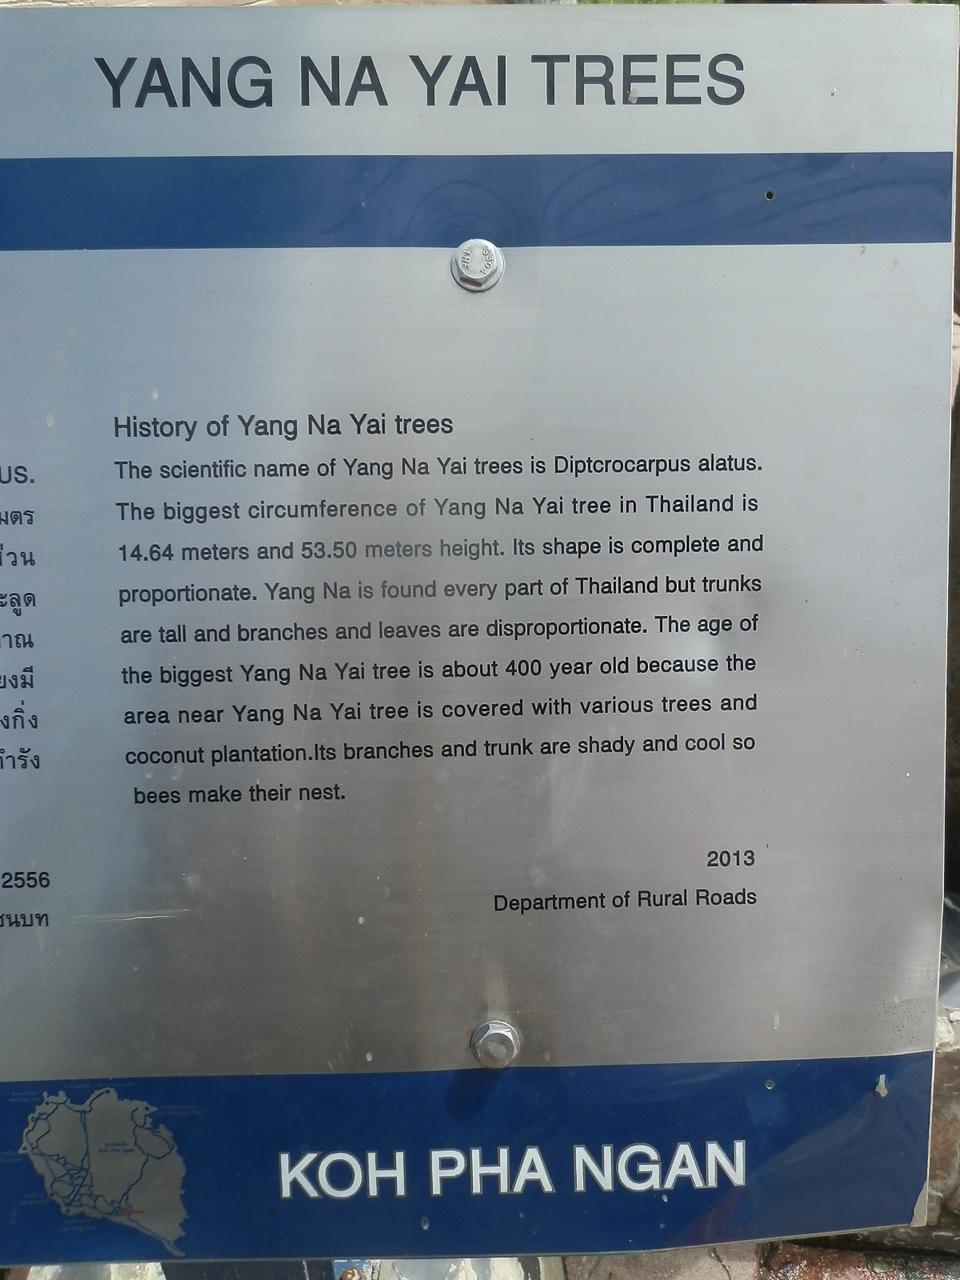 YANG NA YAI TREES
History of Yang Na Yai trees
The scientific name of Yang Na Yai trees is Diptcrocarpus alatus.
The biggest circumference of Yang Na Yai tree in Thailand is
14.64 meters and 53.50 meters height. Its shape is complete and
proportionate. Yang Na is found every part of Thailand but trunks
are tall and branches and leaves are disproportionate. The age of
the biggest Yang Na Yai tree is about 400 year old because the
area near Yang Na Yai tree is covered with various trees and
coconut plantation.Its branches and trunk are shady and cool so
bees make their nest.
2013
Department of Rural Roads
2556
KOH PHA NGAN